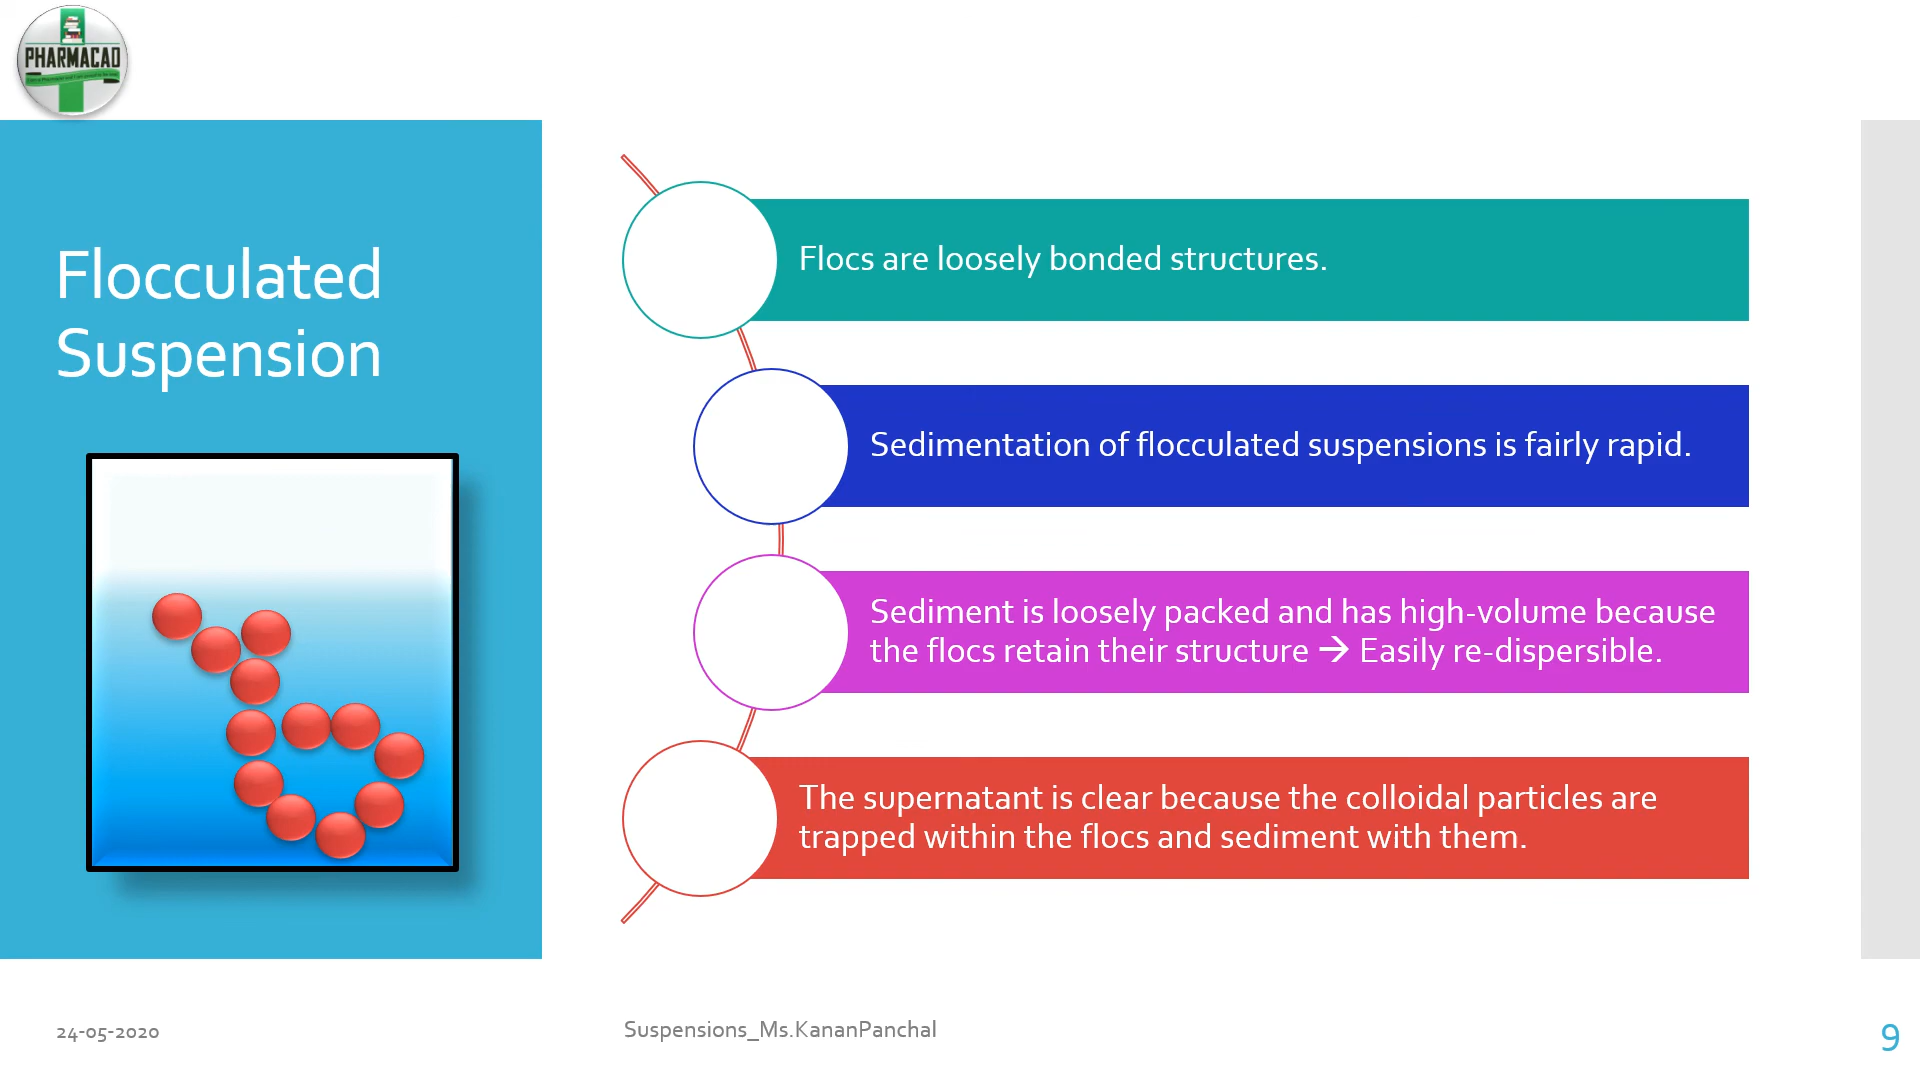 PHARMACAD
Flocculated
Suspension
Flocs are loosely bonded structures.
Sedimentation of flocculated suspensions is fairly rapid.
Sediment is loosely packed and has high-volume because
the flocs retain their structure → Easily re-dispersible.
The supernatant is clear because the colloidal particles are
trapped within the flocs and sediment with them.
24-05-2020
Suspensions_Ms.KananPanchal
9